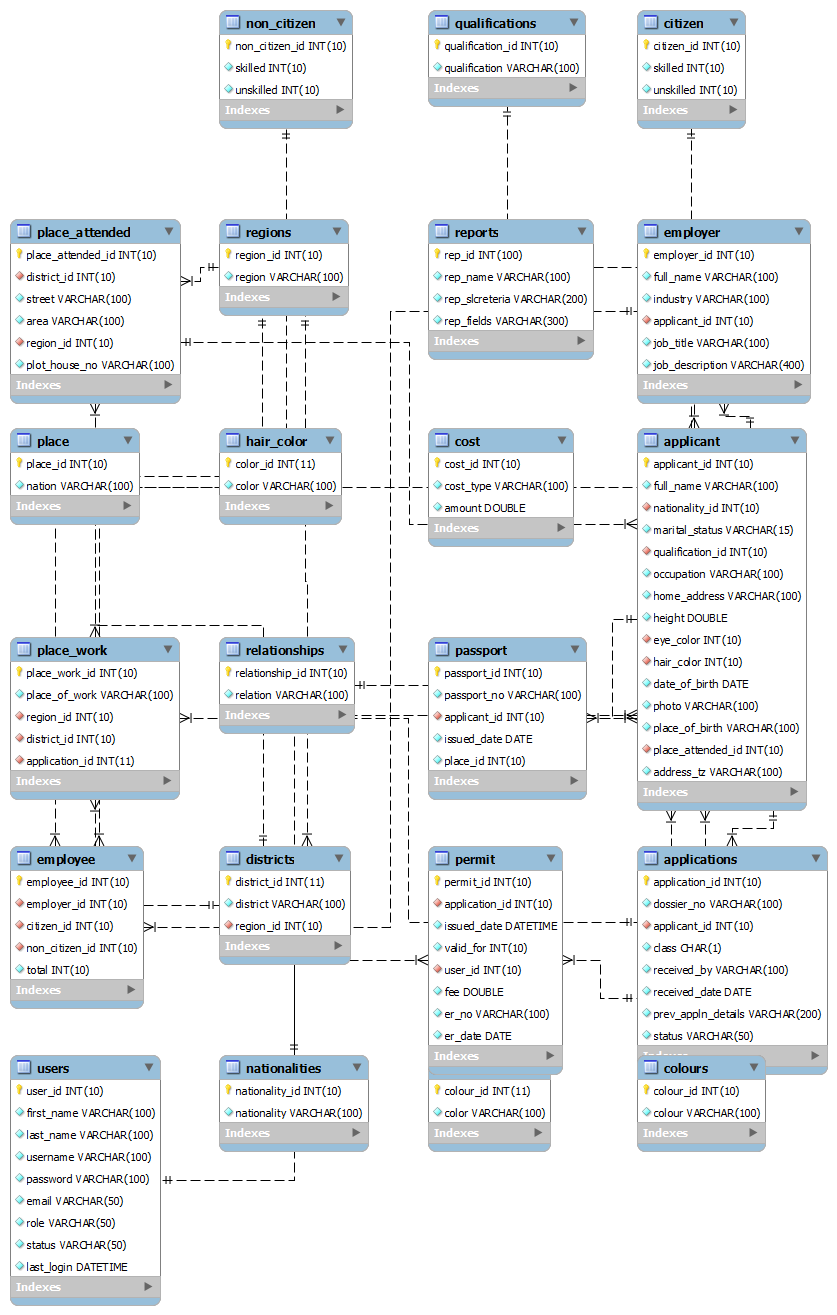 non_citizen
non_citizen_id INT(10)
skilled INT(10)
unskilled INT(10)
Indexes
qualifications
qualification_id INT(10)
qualification VARCHAR(100)
Indexes
citizen
citizen_id INT(10)
skilled INT(10)
unskilled INT(10)
Indexes
place_attended
place_attended_id INT(10)
district_id INT(10)
street VARCHAR(100)
area VARCHAR(100)
region_id INT(10)
plot_house_no VARCHAR(100)
Indexes
regions
region_id INT(10)
region VARCHAR(100)
Indexes
reports
rep_id INT(100)
rep_name VARCHAR(100)
rep_slcreteria VARCHAR(200)
rep_fields VARCHAR(300)
Indexes
employer
employer_id INT(10)
full_name VARCHAR(100)
industry VARCHAR(100)
applicant_id INT(10)
job_title VARCHAR(100)
job_description VARCHAR(400)
Indexes
place
place_id INT(10)
nation VARCHAR(100)
Indexes
hair_color
color_id INT(11)
color VARCHAR(100)
Indexes
cost
cost_id INT(10)
cost_type VARCHAR(100)
amount DOUBLE
Indexes
applicant
applicant_id INT(10)
full_name VARCHAR(100)
nationality_id INT(10)
marital_status VARCHAR(15)
qualification_id INT(10)
occupation VARCHAR(100)
home_address VARCHAR(100)
height DOUBLE
eye_color INT(10)
hair_color INT(10)
date_of_birth DATE
photo VARCHAR(100)
place_of_birth VARCHAR(100)
place_attended_id INT(10)
address_tz VARCHAR(100)
Indexes
place_work
place_work_id INT(10)
place_of_work VARCHAR(100)
region_id INT(10)
district_id INT(10)
application_id INT(11)
Indexes
relationships
relationship_id INT(10)
relation VARCHAR(100)
Indexes
passport
passport_id INT(10)
passport_no VARCHAR(100)
applicant_id INT(10)
issued_date DATE
place_id INT(10)
Indexes
employee
employee_id INT(10)
employer_id INT(10)
citizen_id INT(10)
non_citizen_id INT(10)
total INT(10)
Indexes
districts
district_id INT(11)
district VARCHAR(100)
region_id INT(10)
Indexes
permit
permit_id INT(10)
application_id INT(10)
issued_date DATETIME
valid_for INT(10)
user_id INT(10)
fee DOUBLE
er_no VARCHAR(100)
er_date DATE
Indexes
applications
application_id INT(10)
dossier_no VARCHAR(100)
applicant_id INT(10)
class CHAR(1)
received_by VARCHAR(100)
received_date DATE
prev_appln_details VARCHAR(200)
status VARCHAR(50)
Indexes
users
user_id INT(10)
first_name VARCHAR(100)
last_name VARCHAR(100)
username VARCHAR(100)
password VARCHAR(100)
email VARCHAR(50)
role VARCHAR(50)
status VARCHAR(50)
last_login DATETIME
Indexes
nationalities
nationality_id INT(10)
nationality VARCHAR(100)
Indexes
colour_id INT(11)
color VARCHAR(100)
Indexes
colours
colour_id INT(10)
colour VARCHAR(100)
Indexes